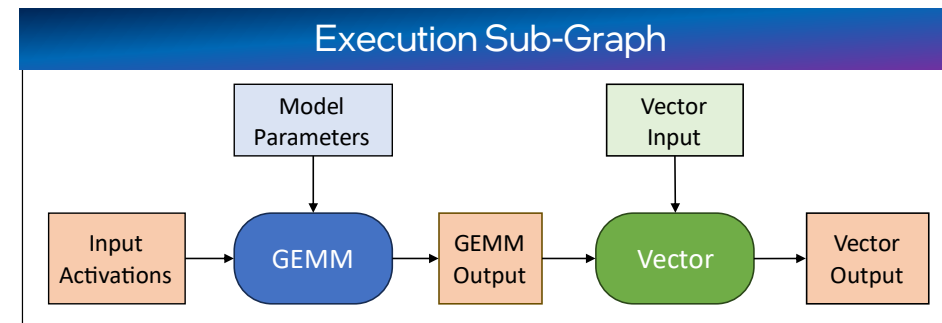 Execution Sub-Graph
Model
Parameters
Vector
Input
Input
Activations
GEMM
GEMM
Output
Vector
Vector
Output